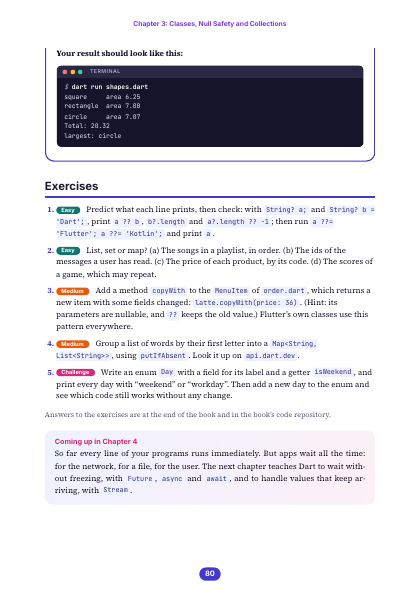 Chapter 3: Classes, Null Safety and Collections
Your result should look like this:
TERMINAL
$ dart run shapes.dart
square area 6.25
rectangle area 7.00
circle area 7.07
Total: 20.32
largest: circle
Exercises
1. Easy Predict what each line prints, then check: with String? a; and String? b =
'Dart';, print a ?? b, b?.length and a?.length ?? -1; then run a ??=
'Flutter'; a ??= 'Kotlin'; and print a.
2. Easy List, set or map? (a) The songs in a playlist, in order. (b) The ids of the
messages a user has read. (c) The price of each product, by its code. (d) The scores of
a game, which may repeat.
3. Medium Add a method copyWith to the MenuItem of order.dart, which returns a
new item with some fields changed: latte.copyWith(price: 36). (Hint: its
parameters are nullable, and ?? keeps the old value.) Flutter's own classes use this
pattern everywhere.
4. Medium Group a list of words by their first letter into a Map<String,
List<String>>, using putIfAbsent. Look it up on api.dart.dev.
5. Challenge Write an enum Day with a field for its label and a getter isWeekend, and
print every day with “weekend” or “workday”. Then add a new day to the enum and
see which code still works without any change.
Answers to the exercises are at the end of the book and in the book's code repository.
Coming up in Chapter 4
So far every line of your programs runs immediately. But apps wait all the time:
for the network, for a file, for the user. The next chapter teaches Dart to wait with-
out freezing, with Future, async and await, and to handle values that keep ar-
riving, with Stream.
80